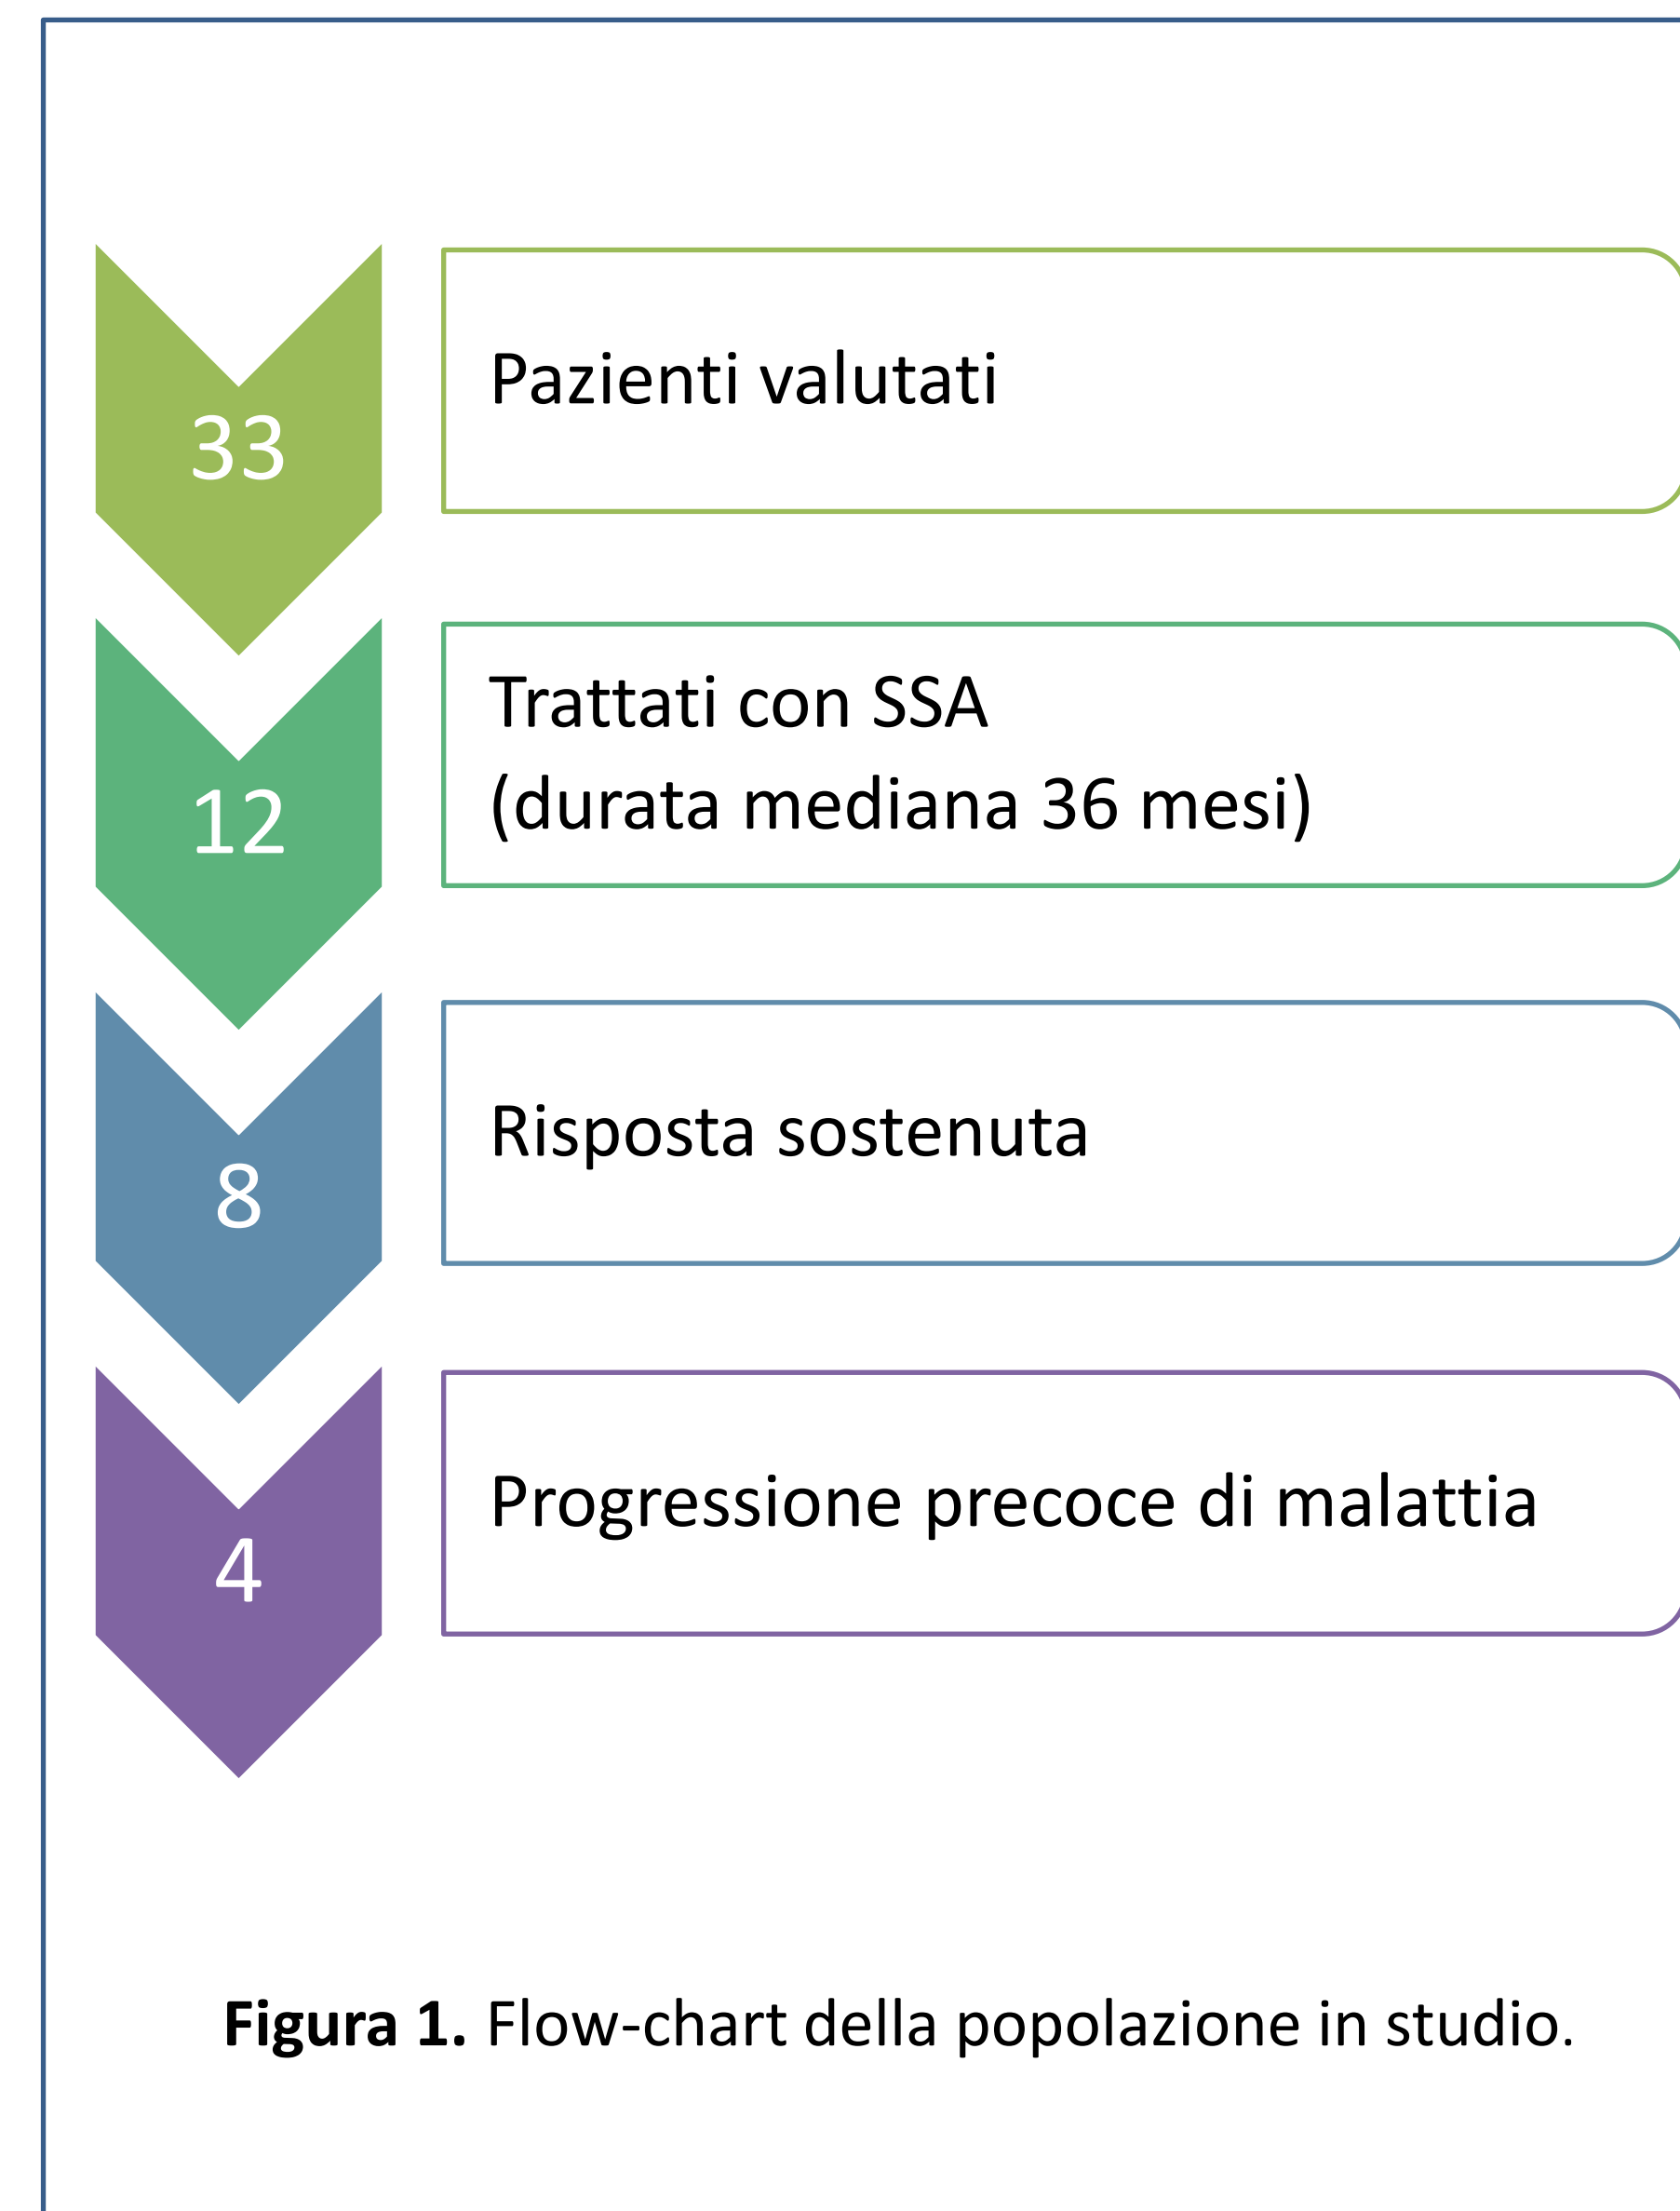 33
Pazienti valutati
12
Trattati con SSA
(durata mediana 36 mesi)
8
Risposta sostenuta
4
Progressione precoce di malattia
Figura 1. Flow-chart della popolazione in studio.